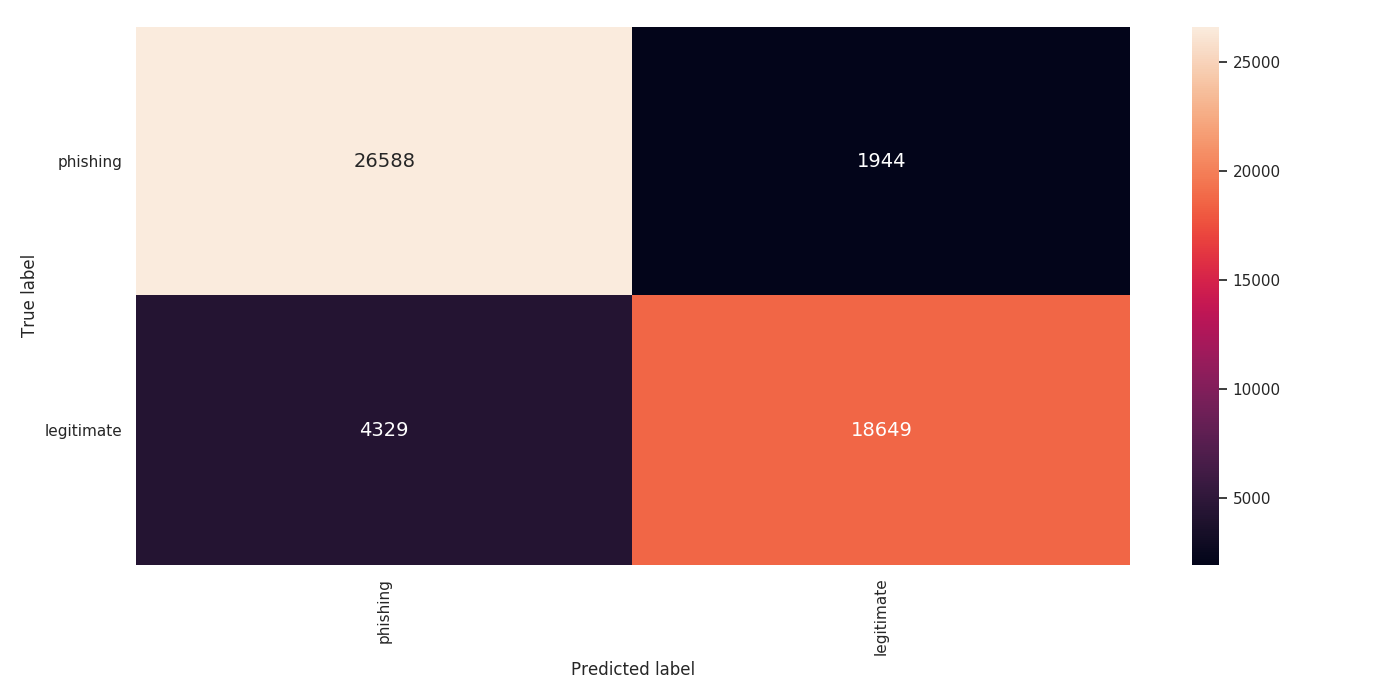 phishing
26588
1944
25000
20000
True label
15000
10000
legitimate
4329
18649
5000
phishing
legitimate
Predicted label